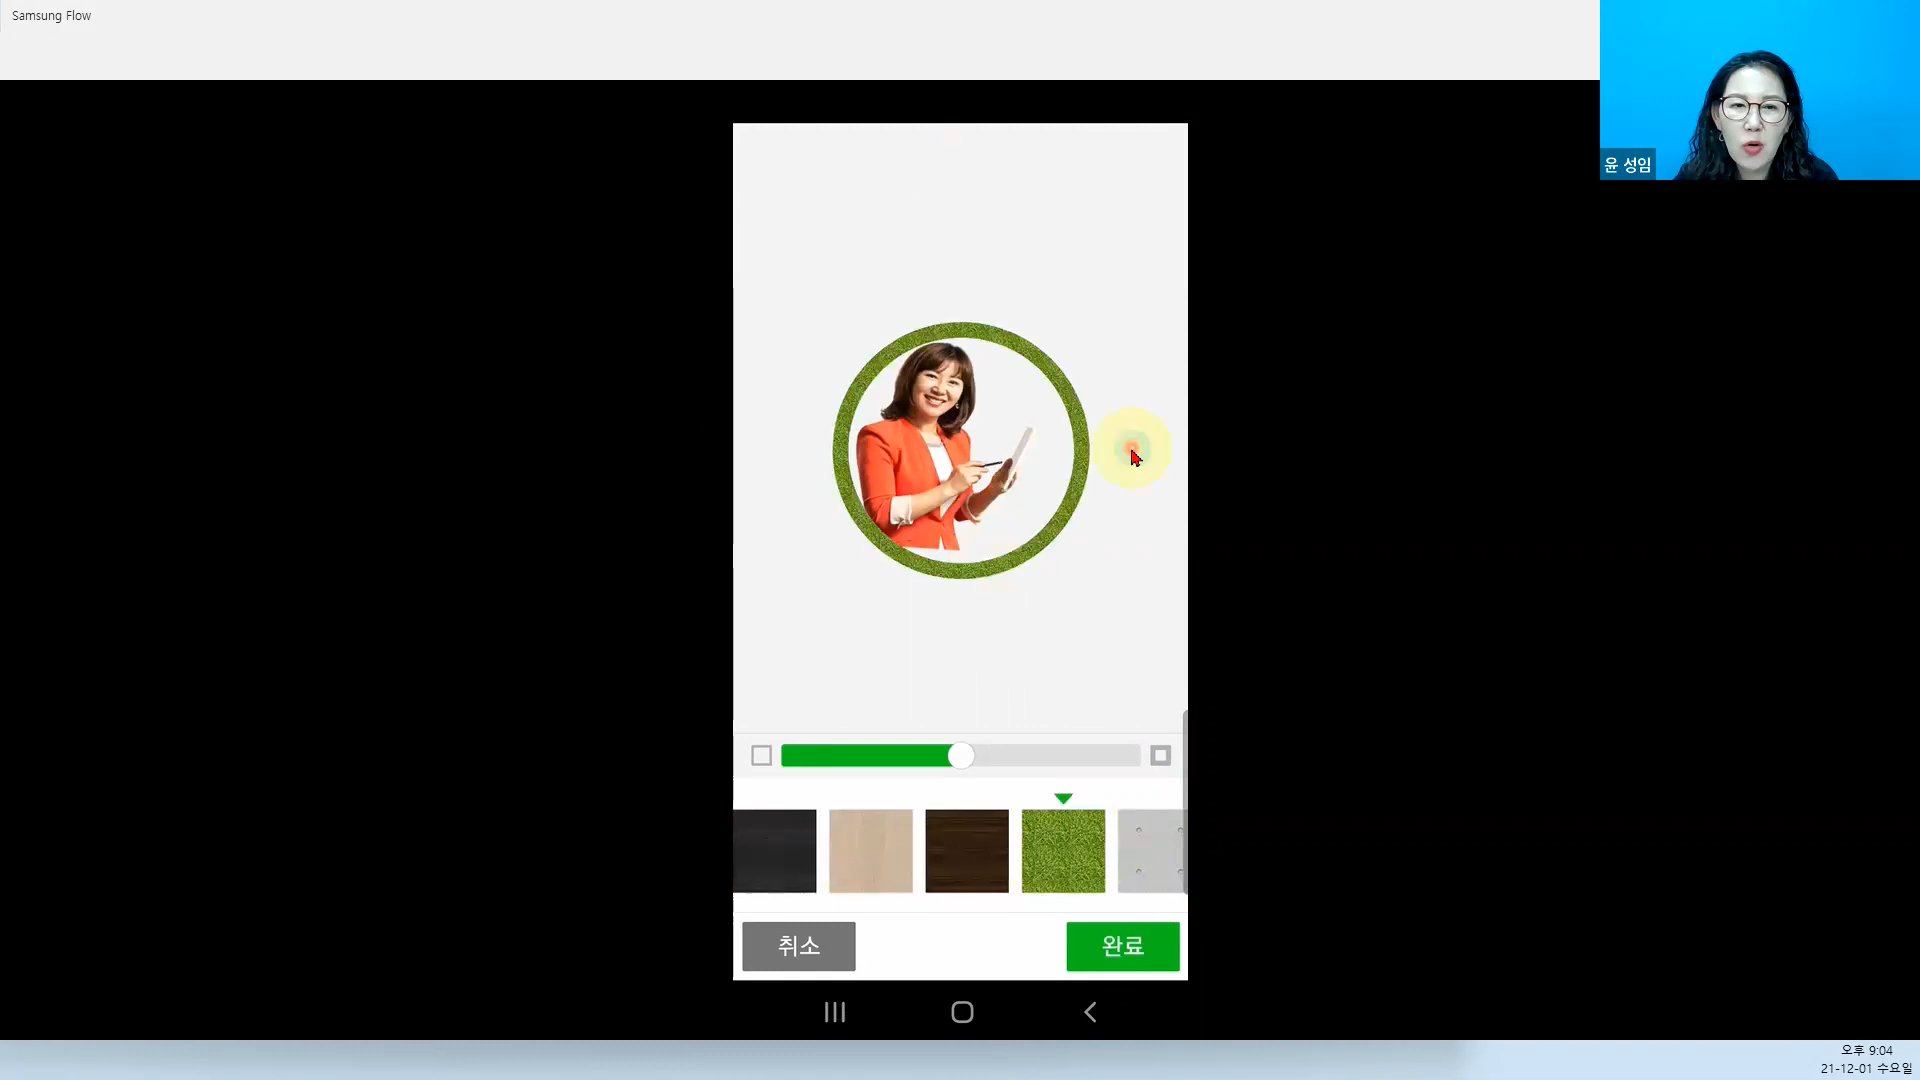 Samsung Flow
윤 성임
취소
완료
오후 9:04
21-12-01 수요일